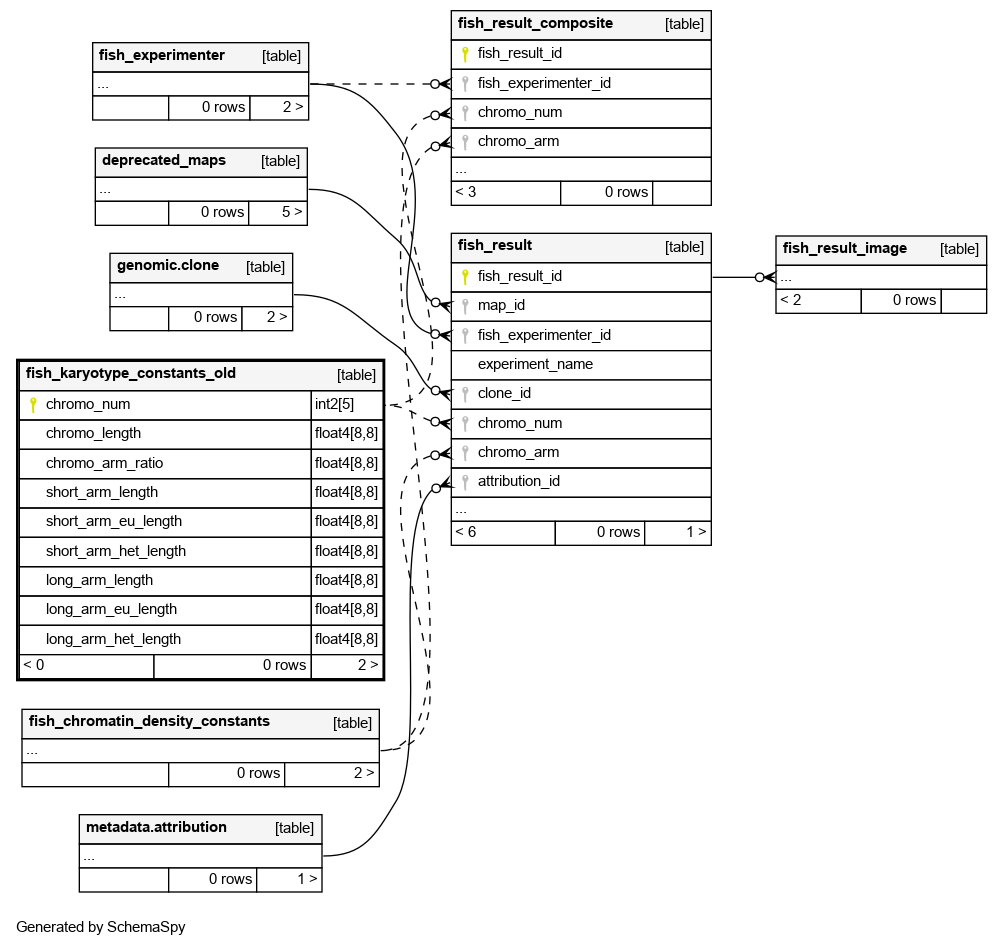 fish_experimenter [table]
...
0 rows 2 >
deprecated_maps [table]
...
0 rows 5 >
genomic.clone [table]
...
0 rows 2 >
fish_karyotype_constants_old [table]
chromo_num int2[5]
chromo_length float4[8,8]
chromo_arm_ratio float4[8,8]
short_arm_length float4[8,8]
short_arm_eu_length float4[8,8]
short_arm_het_length float4[8,8]
long_arm_length float4[8,8]
long_arm_eu_length float4[8,8]
long_arm_het_length float4[8,8]
< 0 0 rows 2 >
fish_chromatin_density_constants [table]
...
0 rows 2 >
metadata.attribution [table]
...
0 rows 1 >
fish_result_composite [table]
fish_result_id
fish_experimenter_id
chromo_num
chromo_arm
...
< 3 0 rows
fish_result [table]
fish_result_id
map_id
fish_experimenter_id
experiment_name
clone_id
chromo_num
chromo_arm
attribution_id
...
< 6 0 rows 1 >
fish_result_image [table]
...
< 2 0 rows
Generated by SchemaSpy